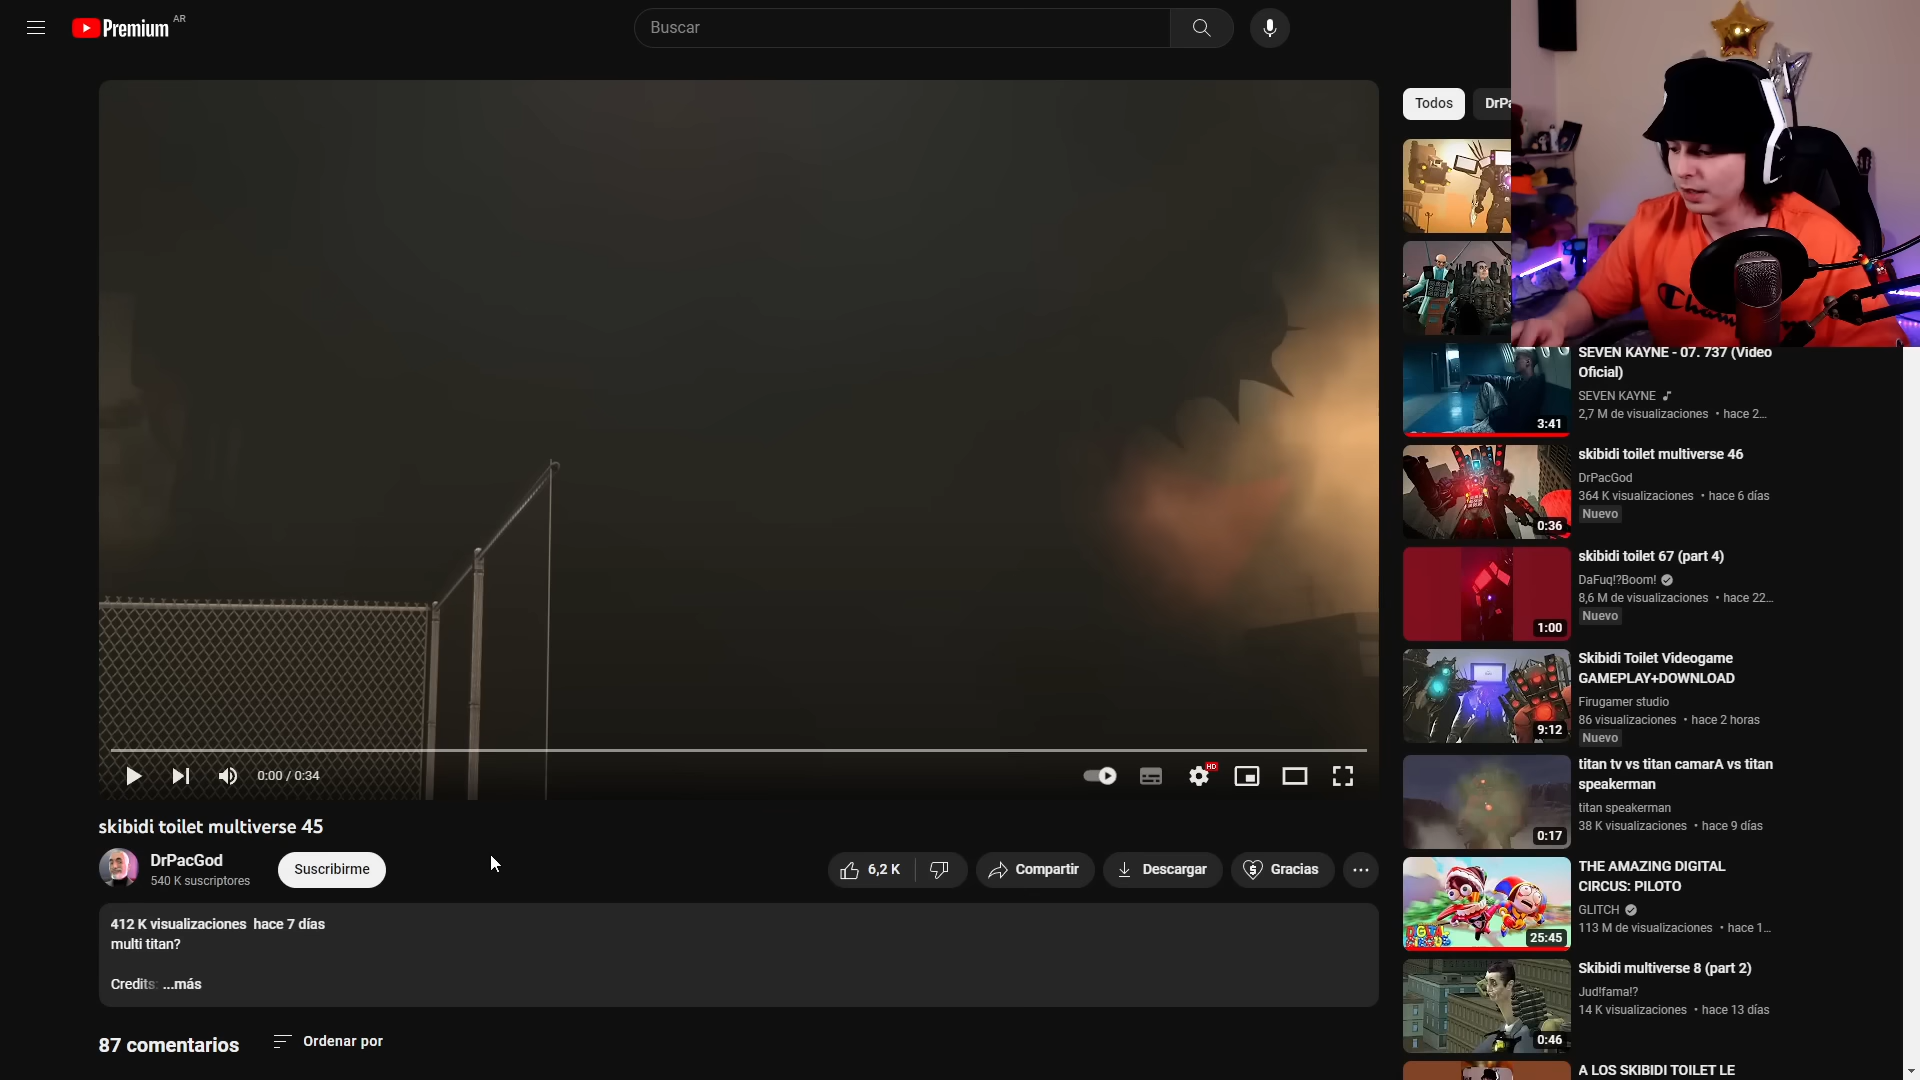 Premium AR
Buscar
Todos
DrPa
SEVEN KAYNE - 07. 737 (Video
Oficial)
SEVEN KAYNE
2,7 M de visualizaciones • hace 2...
3:41
skibidi toilet multiverse 46
DrPacGod
364 K visualizaciones • hace 6 días
Nuevo
0:36
skibidi toilet 67 (part 4)
DaFuq!?Boom!
8,6 M de visualizaciones • hace 22...
Nuevo
1:00
Skibidi Toilet Videogame
GAMEPLAY+DOWNLOAD
Firugamer studio
86 visualizaciones • hace 2 horas
Nuevo
9:12
titan tv vs titan camarA vs titan
speakerman
titan speakerman
38 K visualizaciones • hace 9 días
0:17
THE AMAZING DIGITAL
CIRCUS: PILOTO
GLITCH
113 M de visualizaciones • hace 1...
25:45
Skibidi multiverse 8 (part 2)
Jud!fama!?
14 K visualizaciones • hace 13 días
0:46
A LOS SKIBIDI TOILET LE
0:00 / 0:34
HD
skibidi toilet multiverse 45
DrPacGod
540 K suscriptores
Suscribirme
6,2 K
Compartir
Descargar
Gracias
412 K visualizaciones hace 7 días
multi titan?
Credits: ...más
87 comentarios
Ordenar por